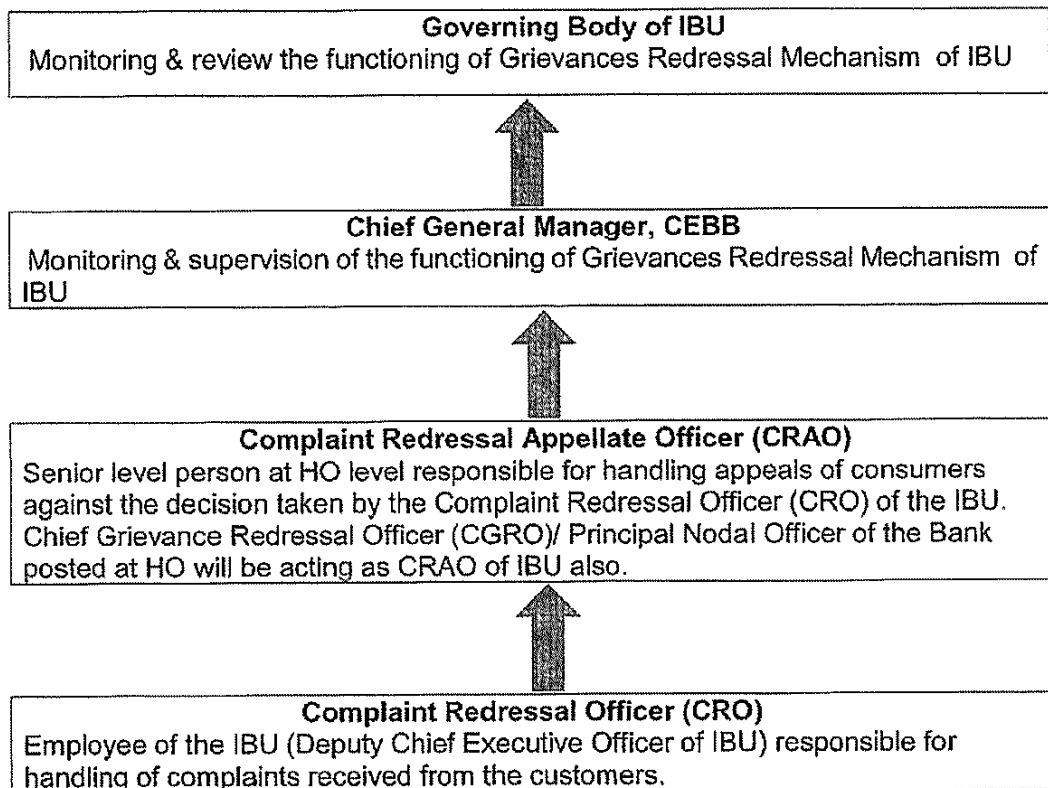 Governing Body of IBU
Monitoring & review the functioning of Grievances Redressal Mechanism of IBU
Chief General Manager, CEBB
Monitoring & supervision of the functioning of Grievances Redressal Mechanism of
IBU
Complaint Redressal Appellate Officer (CRAO)
Senior level person at HO level responsible for handling appeals of consumers
against the decision taken by the Complaint Redressal Officer (CRO) of the IBU.
Chief Grievance Redressal Officer (CGRO)/ Principal Nodal Officer of the Bank
posted at HO will be acting as CRAO of IBU also.
Complaint Redressal Officer (CRO)
Employee of the IBU (Deputy Chief Executive Officer of IBU) responsible for
handling of complaints received from the customers.